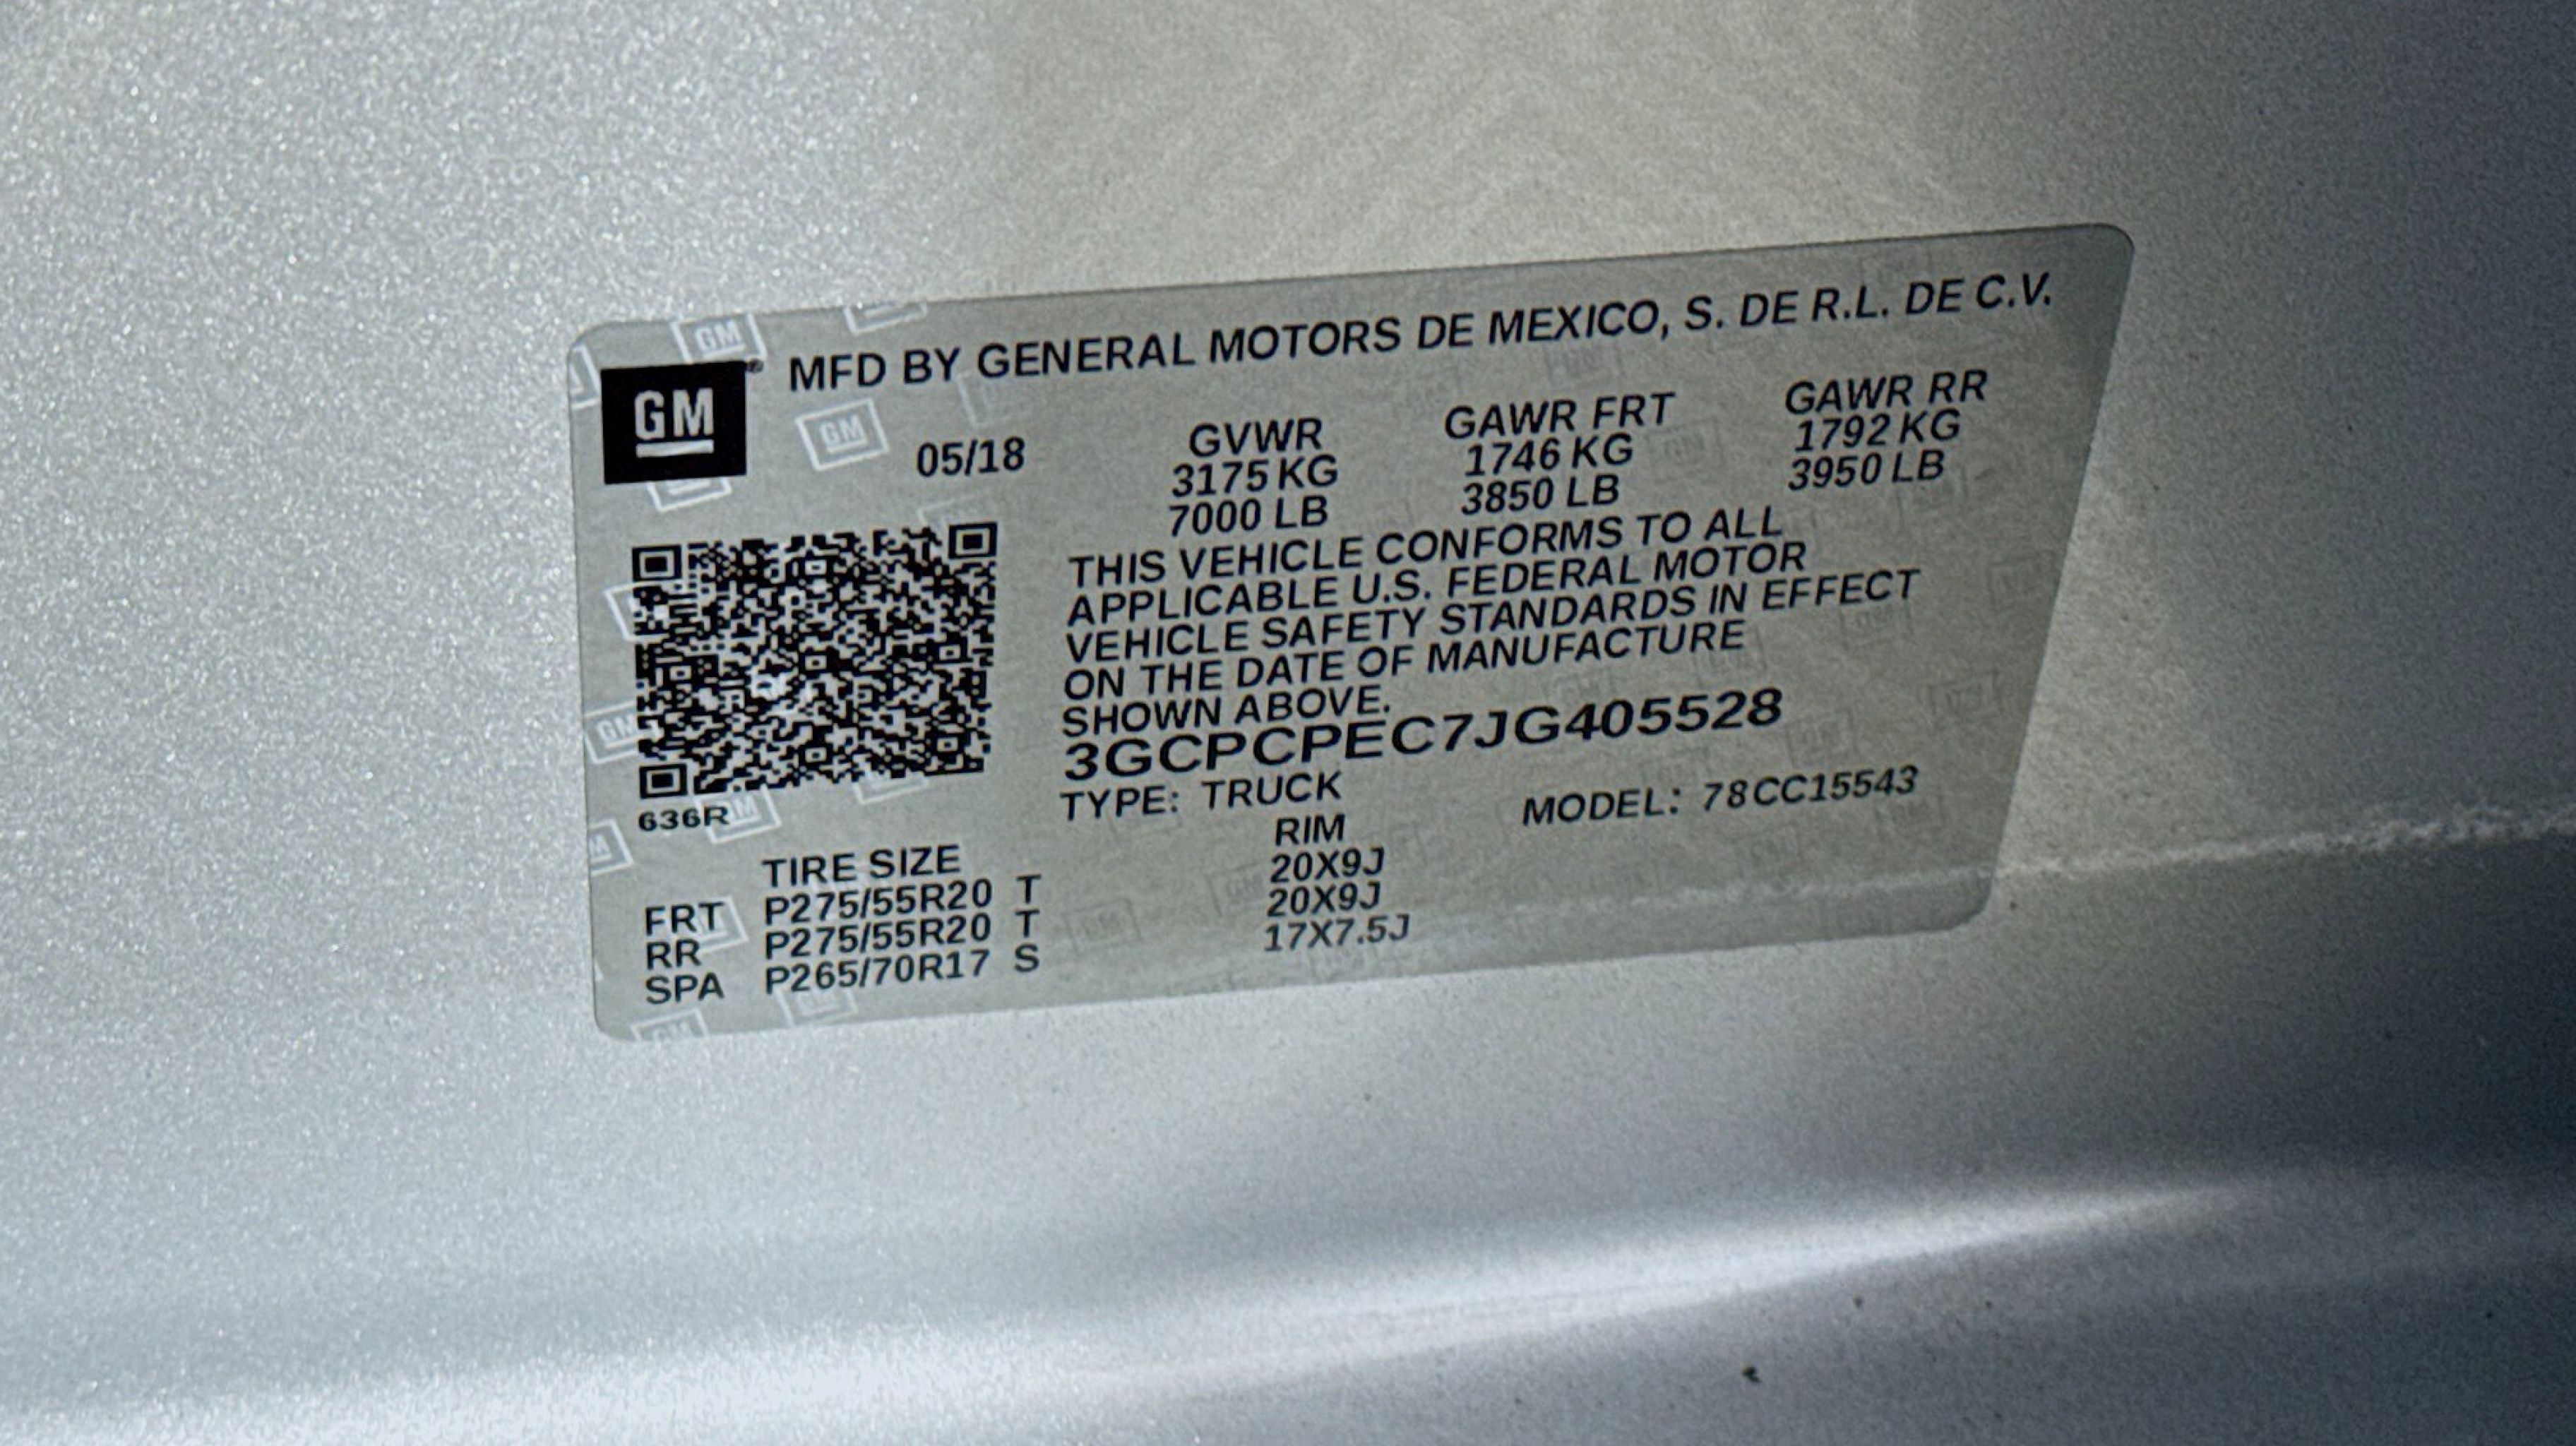 GM MFD BY GENERAL MOTORS DE MEXICO, S. DE R.L. DE C.V.
05/18 GVWR GAWR FRT GAWR RR
3175 KG 1746 KG 1792 KG
7000 LB 3850 LB 3950 LB
THIS VEHICLE CONFORMS TO ALL
APPLICABLE U.S. FEDERAL MOTOR
VEHICLE SAFETY STANDARDS IN EFFECT
ON THE DATE OF MANUFACTURE
SHOWN ABOVE.
3GCPCPEC7JG405528
636R
TYPE: TRUCK MODEL: 78CC15543
TIRE SIZE RIM
FRT P275/55R20 T 20X9J
RR P275/55R20 T 20X9J
SPA P265/70R17 S 17X7.5J